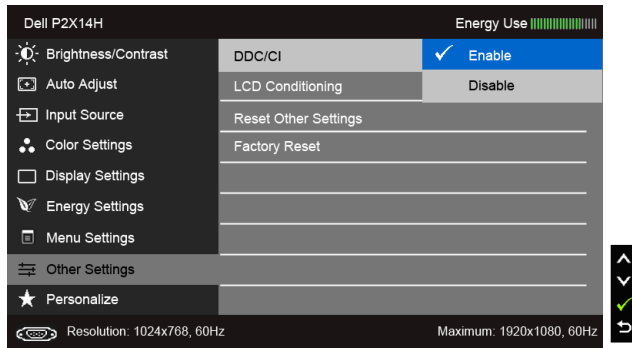 Dell P2X14H Energy Use
Brightness/Contrast DDC/CI Enable
Auto Adjust LCD Conditioning Disable
Input Source Reset Other Settings
Color Settings Factory Reset
Display Settings
Energy Settings
Menu Settings
Other Settings
Personalize
Resolution: 1024x768, 60Hz Maximum: 1920x1080, 60Hz